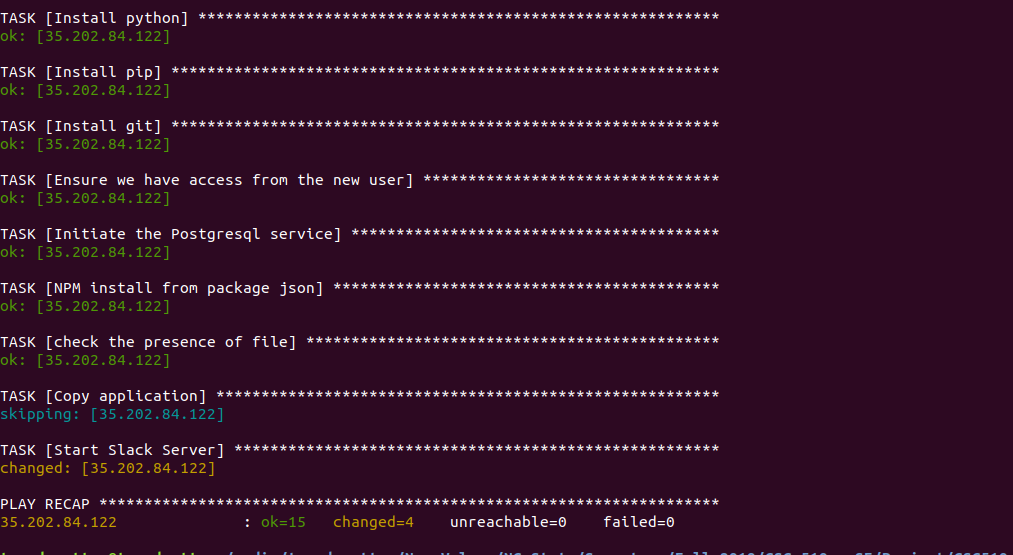 TASK [Install python] **********************************************************
ok: [35.202.84.122]
TASK [Install pip] *************************************************************
ok: [35.202.84.122]
TASK [Install git] *************************************************************
ok: [35.202.84.122]
TASK [Ensure we have access from the new user] *********************************
ok: [35.202.84.122]
TASK [Initiate the Postgresql service] *****************************************
ok: [35.202.84.122]
TASK [NPM install from package json] *******************************************
ok: [35.202.84.122]
TASK [check the presence of file] **********************************************
ok: [35.202.84.122]
TASK [Copy application] ********************************************************
skipping: [35.202.84.122]
TASK [Start Slack Server] ******************************************************
changed: [35.202.84.122]
PLAY RECAP *********************************************************************
35.202.84.122              : ok=15   changed=4    unreachable=0    failed=0